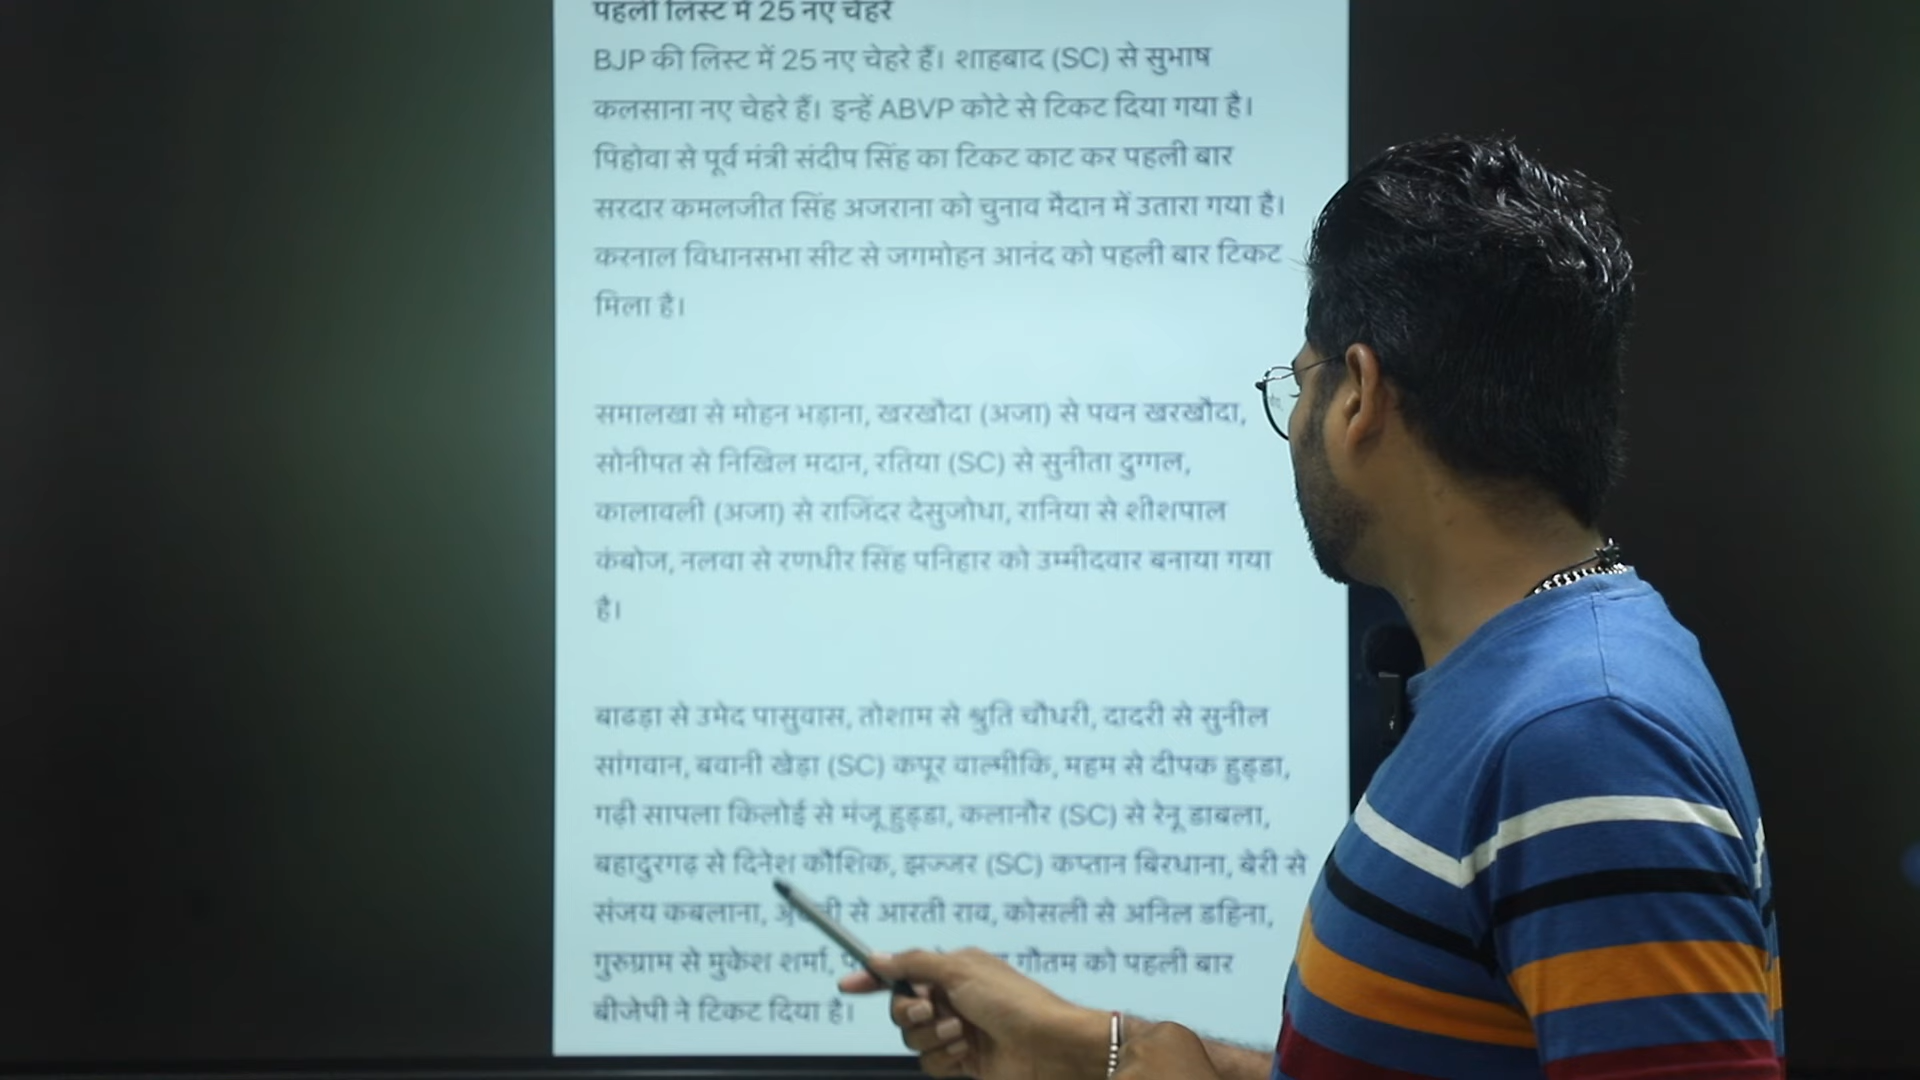 पहली लिस्ट में 25 नए चेहरे
BJP की लिस्ट में 25 नए चेहरे हैं। शाहबाद (SC) से सुभाष
कलसाना नए चेहरे हैं। इन्हें ABVP कोटे से टिकट दिया गया है।
पिहोवा से पूर्व मंत्री संदीप सिंह का टिकट काट कर पहली बार
सरदार कमलजीत सिंह अजराना को चुनाव मैदान में उतारा गया है।
करनाल विधानसभा सीट से जगमोहन आनंद को पहली बार टिकट
मिला है।
समालखा से मोहन भड़ाना, खरखौदा (अजा) से पवन खरखौदा,
सोनीपत से निखिल मदान, रतिया (SC) से सुनीता दुग्गल,
कालावली (अजा) से राजिंदर देसुजोधा, रानिया से शीशपाल
कंबोज, नलवा से रणधीर सिंह पनिहार को उम्मीदवार बनाया गया
है।
बाढड़ा से उमेद पासुवास, तोशाम से श्रुति चौधरी, दादरी से सुनील
सांगवान, बवानी खेड़ा (SC) कपूर वाल्मीकि, महम से दीपक हुड्डा,
गढ़ी सापला किलोई से मंजू हुड्डा, कलानौर (SC) से रेनू डाबला,
बहादुरगढ़ से दिनेश कौशिक, झज्जर (SC) कप्तान बिरधाना, बेरी से
संजय कबलाना, से आरती राव, कोसली से अनिल डहिना,
गुरुग्राम से मुकेश शर्मा, गौतम को पहली बार
बीजेपी ने टिकट दिया है।